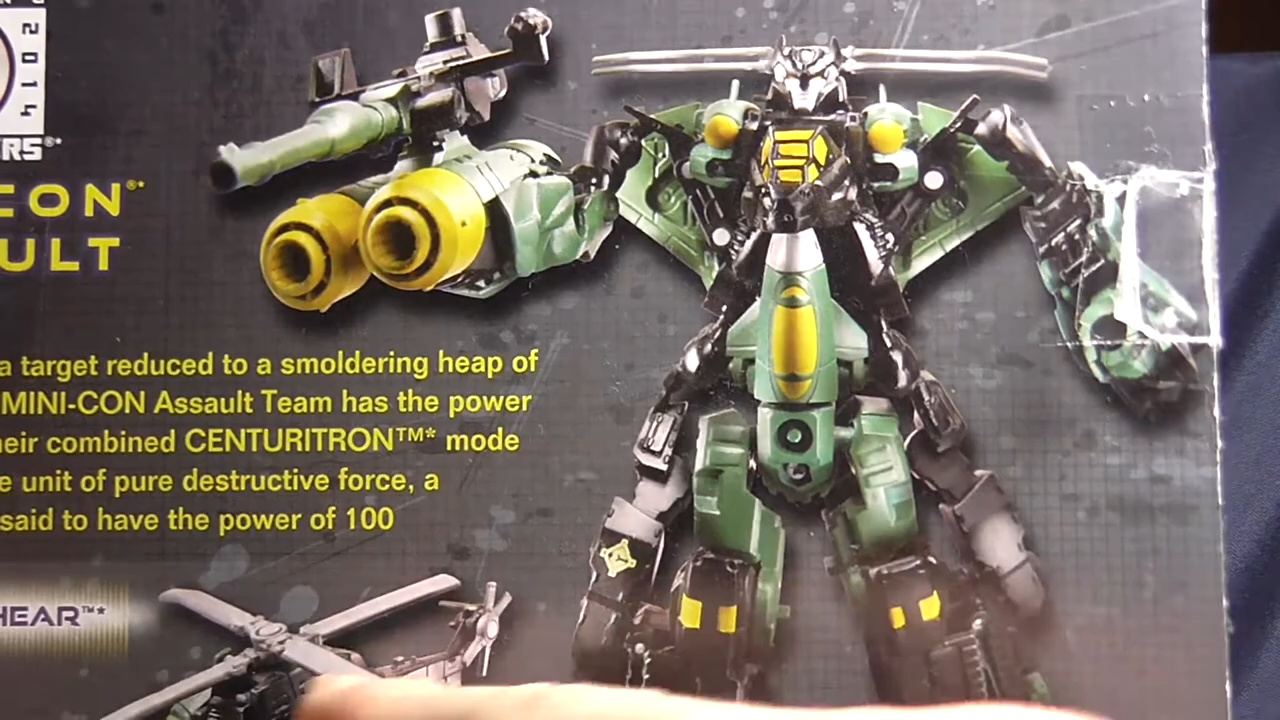 2014
RS®*
CON®*
ULT
a target reduced to a smoldering heap of
MINI-CON Assault Team has the power
heir combined CENTURITRON™* mode
e unit of pure destructive force, a
said to have the power of 100
HEAR™*